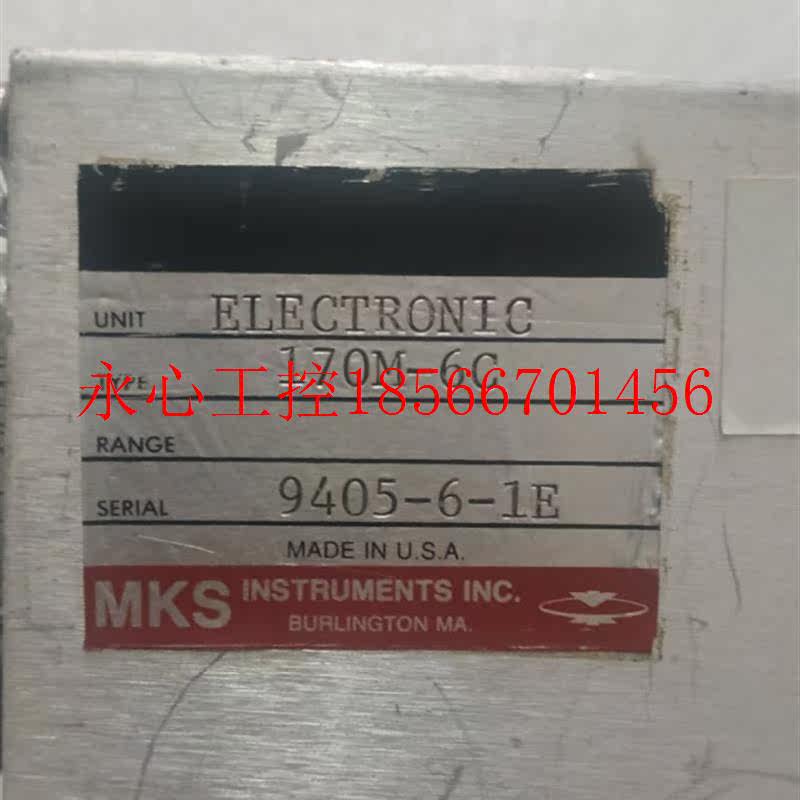 UNIT ELECTRONIC
TYPE 170M-6C
永心工控18566701456
RANGE
SERIAL 9405-6-1E
MADE IN U.S.A.
MKS INSTRUMENTS INC.
BURLINGTON MA.